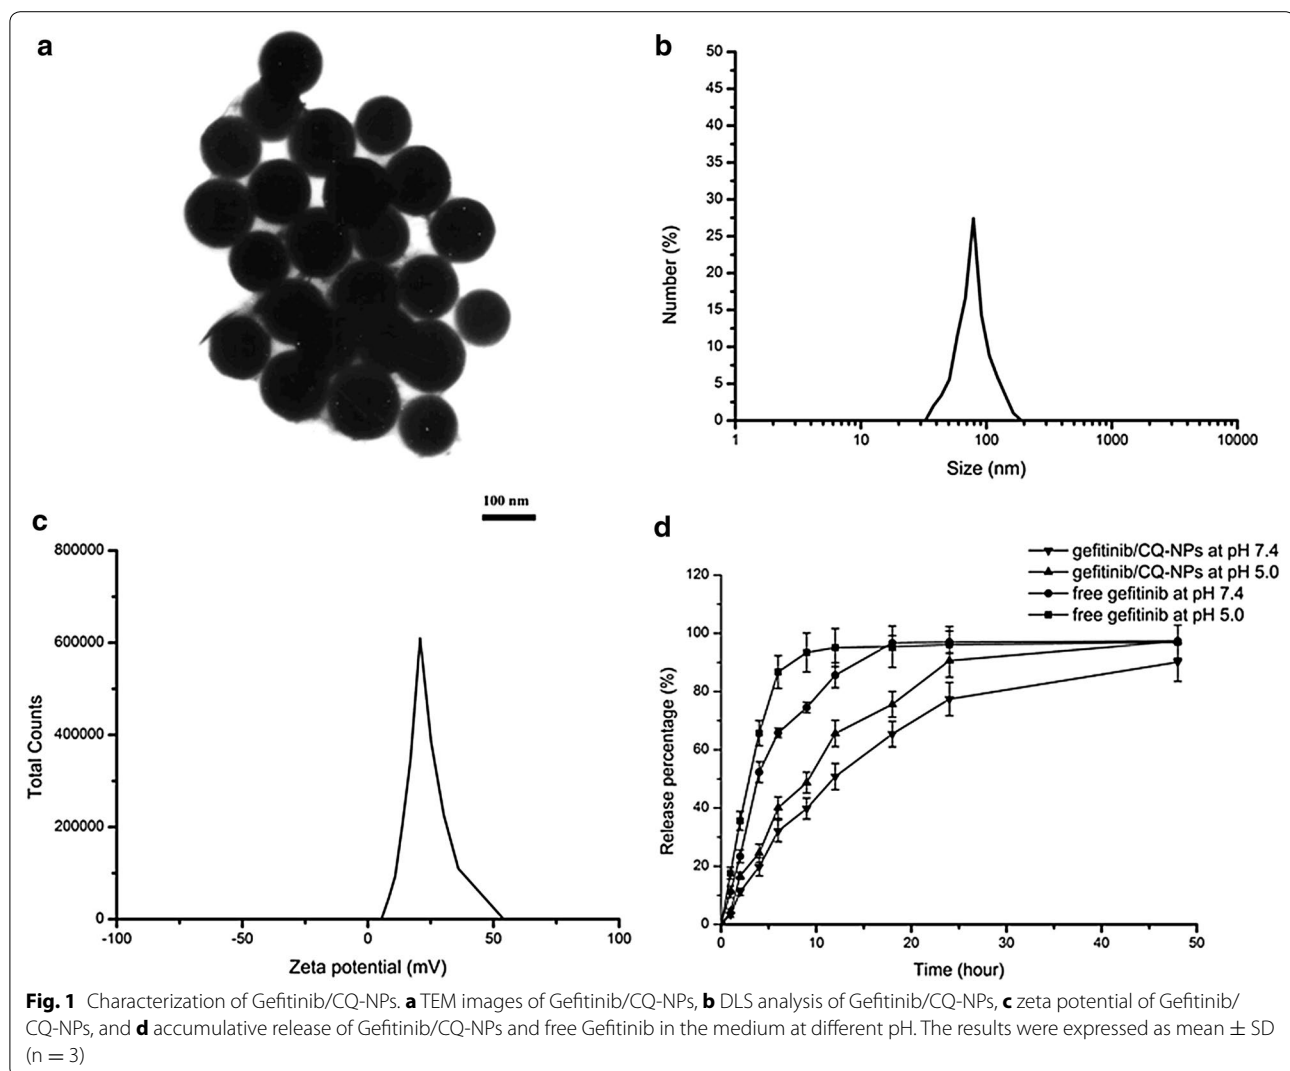 a
100 nm
b
50
45
40
35
30
25
20
15
10
5
0
Number (%)
1
10
100
1000
10000
Size (nm)
c
800000
600000
400000
200000
0
Total Counts
-100
-50
0
50
100
Zeta potential (mV)
d
gefitinib/CQ-NPs at pH 7.4
gefitinib/CQ-NPs at pH 5.0
free gefitinib at pH 7.4
free gefitinib at pH 5.0
120
100
80
60
40
20
0
Release percentage (%)
0
10
20
30
40
50
Time (hour)
Fig. 1 Characterization of Gefitinib/CQ-NPs. a TEM images of Gefitinib/CQ-NPs, b DLS analysis of Gefitinib/CQ-NPs, c zeta potential of Gefitinib/
CQ-NPs, and d accumulative release of Gefitinib/CQ-NPs and free Gefitinib in the medium at different pH. The results were expressed as mean ± SD
(n = 3)